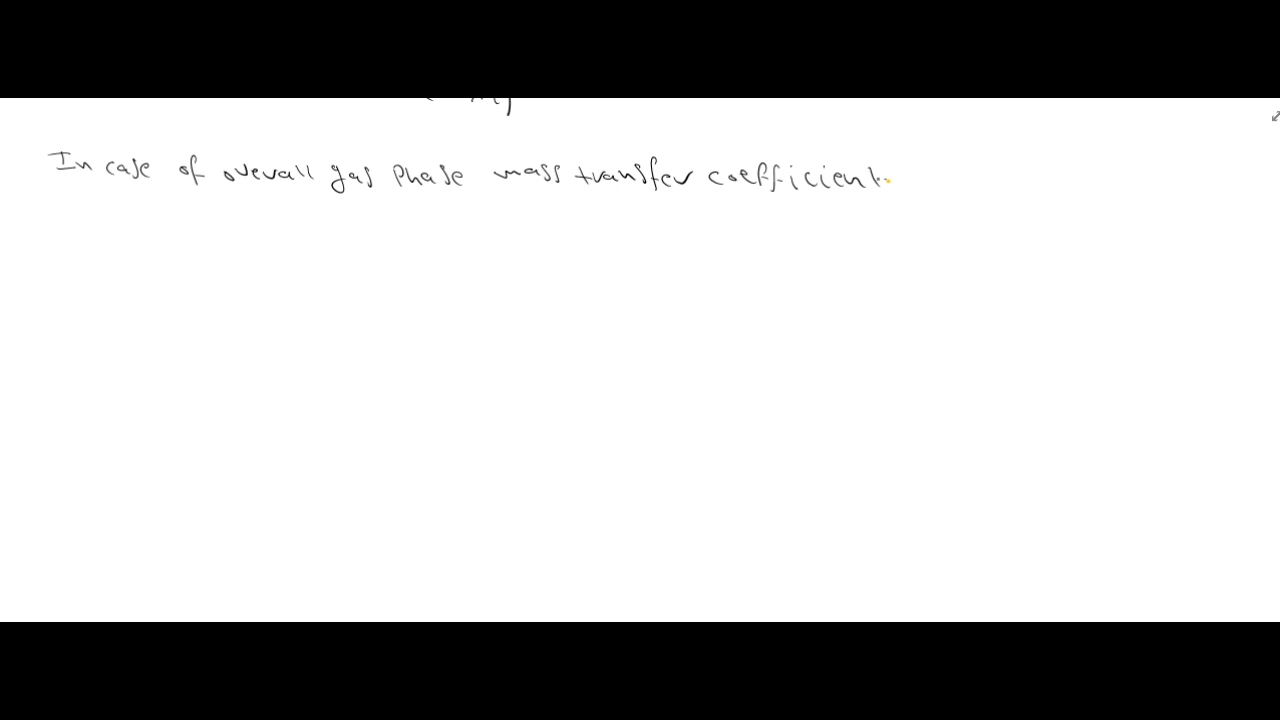 In case of overall gas phase mass transfer coefficient.